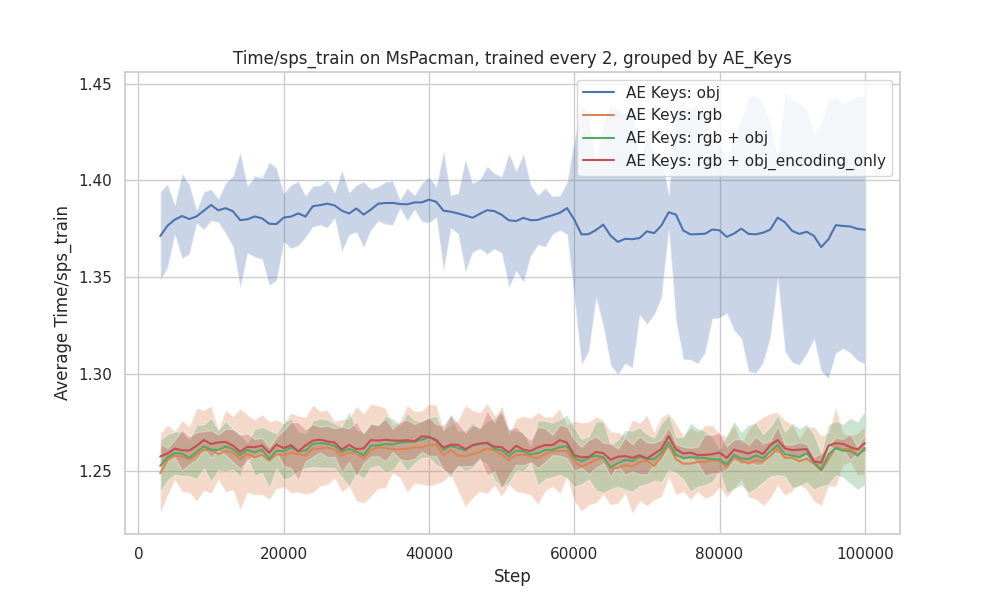 Time/sps_train on MsPacman, trained every 2, grouped by AE_Keys
AE Keys: obj
AE Keys: rgb
AE Keys: rgb + obj
AE Keys: rgb + obj_encoding_only
Average Time/sps_train
1.45
1.40
1.35
1.30
1.25
0 20000 40000 60000 80000 100000
Step